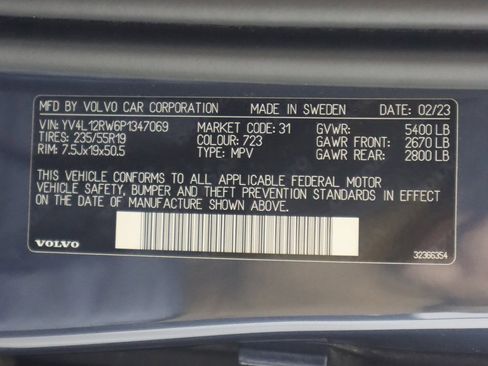 MFD BY VOLVO CAR CORPORATION MADE IN SWEDEN DATE: 02/23
VIN: YV4L12RW6P1347069 MARKET CODE: 31 GVWR: 5400 LB
TIRES: 235/55R19 COLOUR: 723 GAWR FRONT: 2670 LB
RIM: 7.5Jx19x50.5 TYPE: MPV GAWR REAR: 2800 LB
THIS VEHICLE CONFORMS TO ALL APPLICABLE FEDERAL MOTOR
VEHICLE SAFETY, BUMPER AND THEFT PREVENTION STANDARDS IN EFFECT
ON THE DATE OF MANUFACTURE SHOWN ABOVE.
VOLVO 32366354